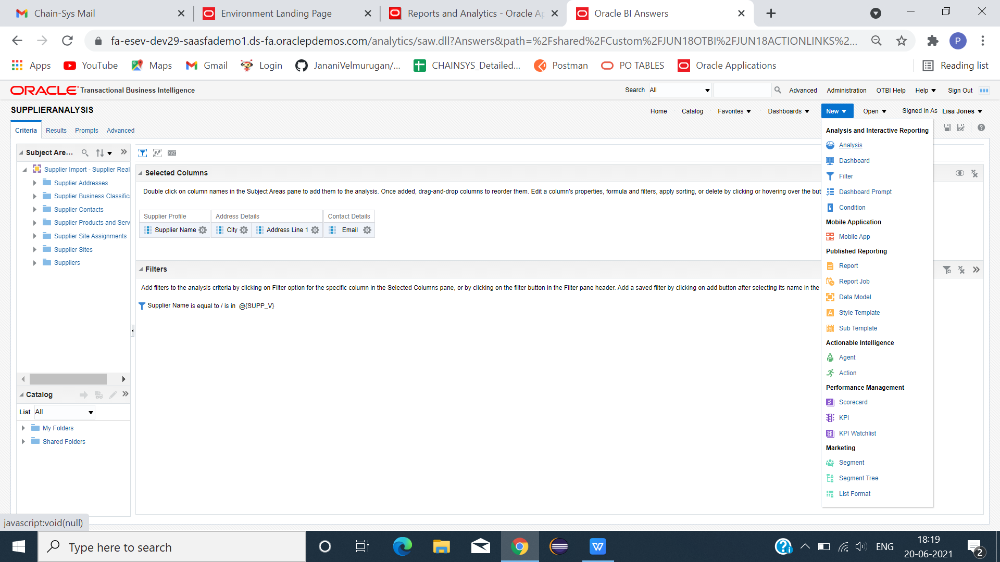 Chain-Sys Mail
Environment Landing Page
Reports and Analytics - Oracle Ap
Oracle BI Answers
fa-esev-dev29-saasfademo1.ds-fa.oraclepdemos.com/analytics/saw.dll?Answers&path=%2Fshared%2FCustom%2FJUN18OTBI%2FJUN18ACTIONLINKS%2...
P
Apps
YouTube
Maps
Gmail
Login
JananiVelmurugan/...
CHAINSYS_Detailed...
Postman
PO TABLES
Oracle Applications
Reading list
ORACLE Transactional Business Intelligence
Search
All
Advanced
Administration
OTBI Help
Help
Sign Out
SUPPLIERANALYSIS
Home
Catalog
Favorites
Dashboards
New
Open
Signed In As Lisa Jones
Criteria
Results
Prompts
Advanced
Subject Are...
Supplier Import - Supplier Real
Supplier Addresses
Supplier Business Classifica
Supplier Contacts
Supplier Products and Serv
Supplier Site Assignments
Supplier Sites
Suppliers
Catalog
List All
My Folders
Shared Folders
XYZ
Selected Columns
Double click on column names in the Subject Areas pane to add them to the analysis. Once added, drag-and-drop columns to reorder them. Edit a column's properties, formula and filters, apply sorting, or delete by clicking or hovering over the but
Supplier Profile
Address Details
Contact Details
Supplier Name
City
Address Line 1
Email
Filters
Add filters to the analysis criteria by clicking on Filter option for the specific column in the Selected Columns pane, or by clicking on the filter button in the Filter pane header. Add a saved filter by clicking on add button after selecting its name in the
Supplier Name is equal to / is in @{SUPP_V}
Analysis and Interactive Reporting
Analysis
Dashboard
Filter
Dashboard Prompt
Condition
Mobile Application
Mobile App
Published Reporting
Report
Report Job
Data Model
Style Template
Sub Template
Actionable Intelligence
Agent
Action
Performance Management
Scorecard
KPI
KPI Watchlist
Marketing
Segment
Segment Tree
List Format
javascript:void(null)
Type here to search
ENG
18:19
20-06-2021
2